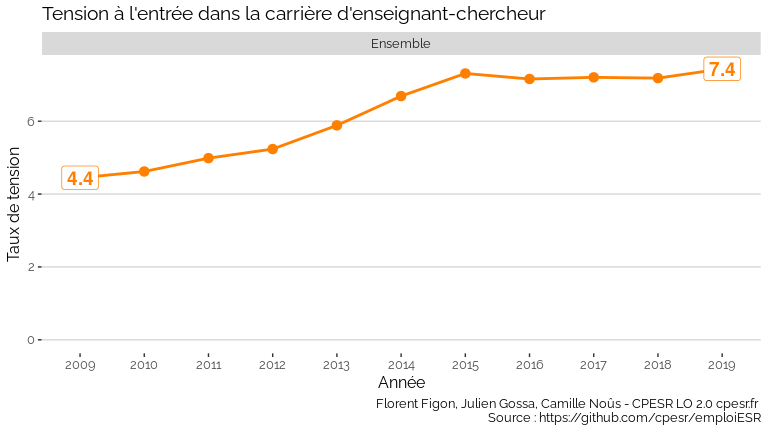 Tension à l'entrée dans la carrière d'enseignant-chercheur
Ensemble
Taux de tension
6
4
2
0
4.4
7.4
2009 2010 2011 2012 2013 2014 2015 2016 2017 2018 2019
Année
Florent Figon, Julien Gossa, Camille Noûs - CPESR LO 2.0 cpesr.fr
Source : https://github.com/cpesr/emploiESR